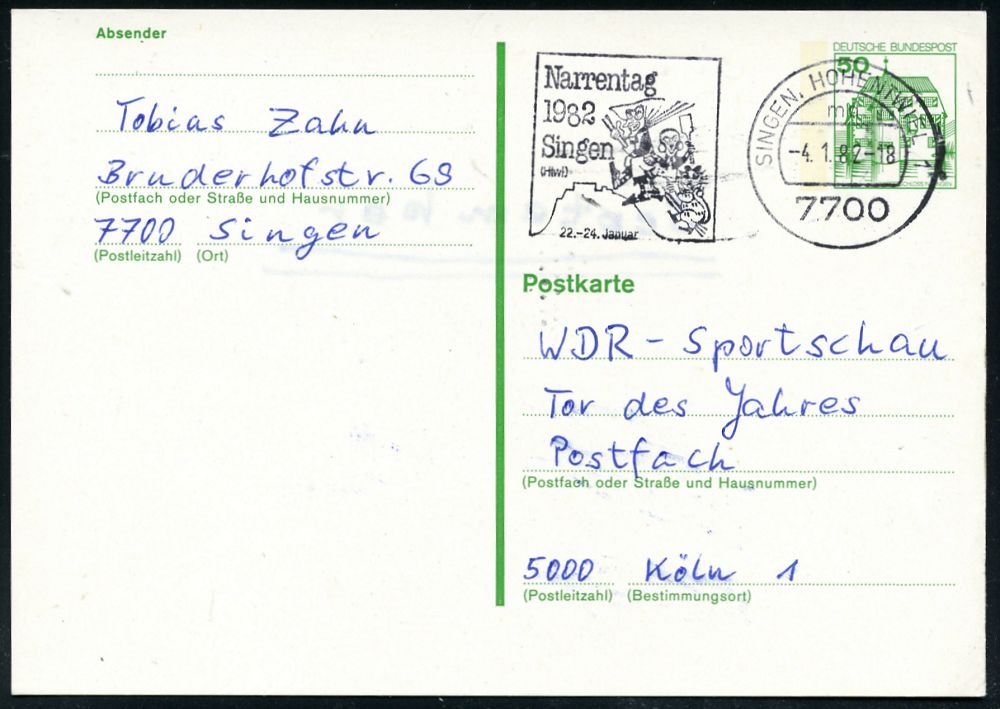 Absender
Tobias Zahn
Bruderhofstr. 69
(Postfach oder Straße und Hausnummer)
7700 Singen
(Postleitzahl) (Ort)
Narrentag
1982
Singen
(Htwl)
22.-24. Januar
DEUTSCHE BUNDESPOST
50
SINGEN, HOHENTWIEL 1
mg
-4.1.82-18
7700
Postkarte
WDR - Sportschau
Tor des Jahres
Postfach
(Postfach oder Straße und Hausnummer)
5000 Köln 1
(Postleitzahl) (Bestimmungsort)